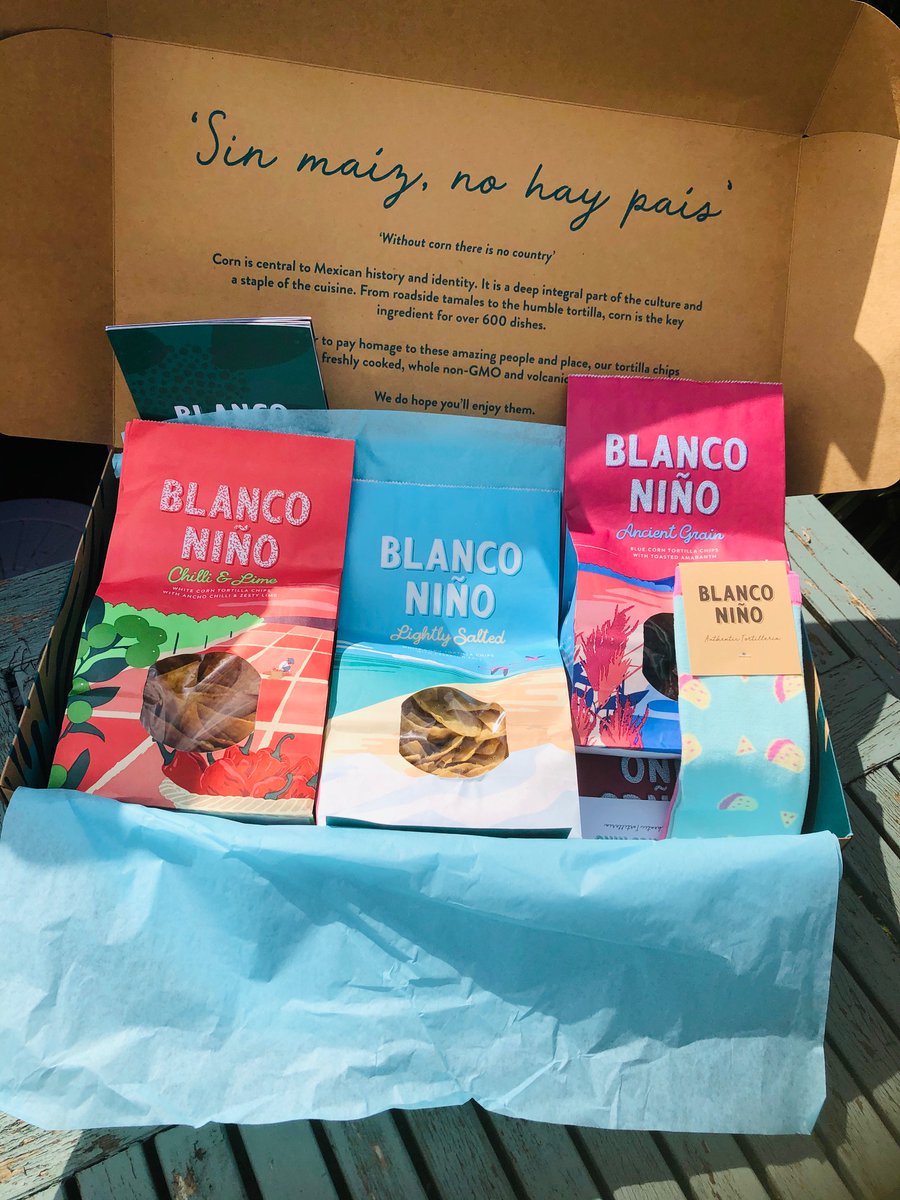 ‘Sin maíz, no hay país’
‘Without corn there is no country’
Corn is central to Mexican history and identity. It is a deep integral part of the culture and
a staple of the cuisine. From roadside tamales to the humble tortilla, corn is the key
ingredient for over 600 dishes.
to pay homage to these amazing people and place, our tortilla chips
freshly cooked, whole non-GMO and volcanic
We do hope you’ll enjoy them.
BLANCO
BLANCO
NIÑO
Chilli & Lime
WHITE CORN TORTILLA CHIPS
WITH ANCHO CHILLI & ZESTY LIME
BLANCO
NIÑO
Lightly Salted
BLANCO
NIÑO
Ancient Grain
BLUE CORN TORTILLA CHIPS
WITH TOASTED AMARANTH
BLANCO
NIÑO
Authentic Tortilleria
ON